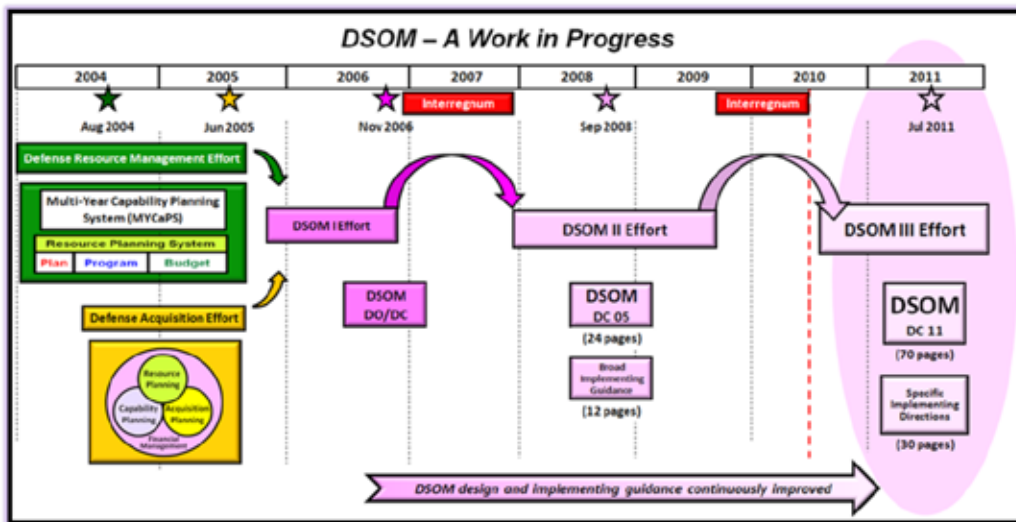 DSOM – A Work in Progress
2004
2005
2006
2007
2008
2009
2010
2011
Interregnum
Interregnum
Aug 2004
Jun 2005
Nov 2006
Sep 2008
Jul 2011
Defense Resource Management Effort
Multi-Year Capability Planning
System (MYCaPS)
Resource Planning System
Plan
Program
Budget
DSOM I Effort
DSOM II Effort
DSOM III Effort
Defense Acquisition Effort
Resource
Planning
Capability
Planning
Acquisition
Planning
Financial
Management
DSOM
DO/DC
DSOM
DC 05
(24 pages)
Broad
Implementing
Guidance
(12 pages)
DSOM
DC 11
(70 pages)
Specific
Implementing
Directions
(30 pages)
DSOM design and implementing guidance continuously improved